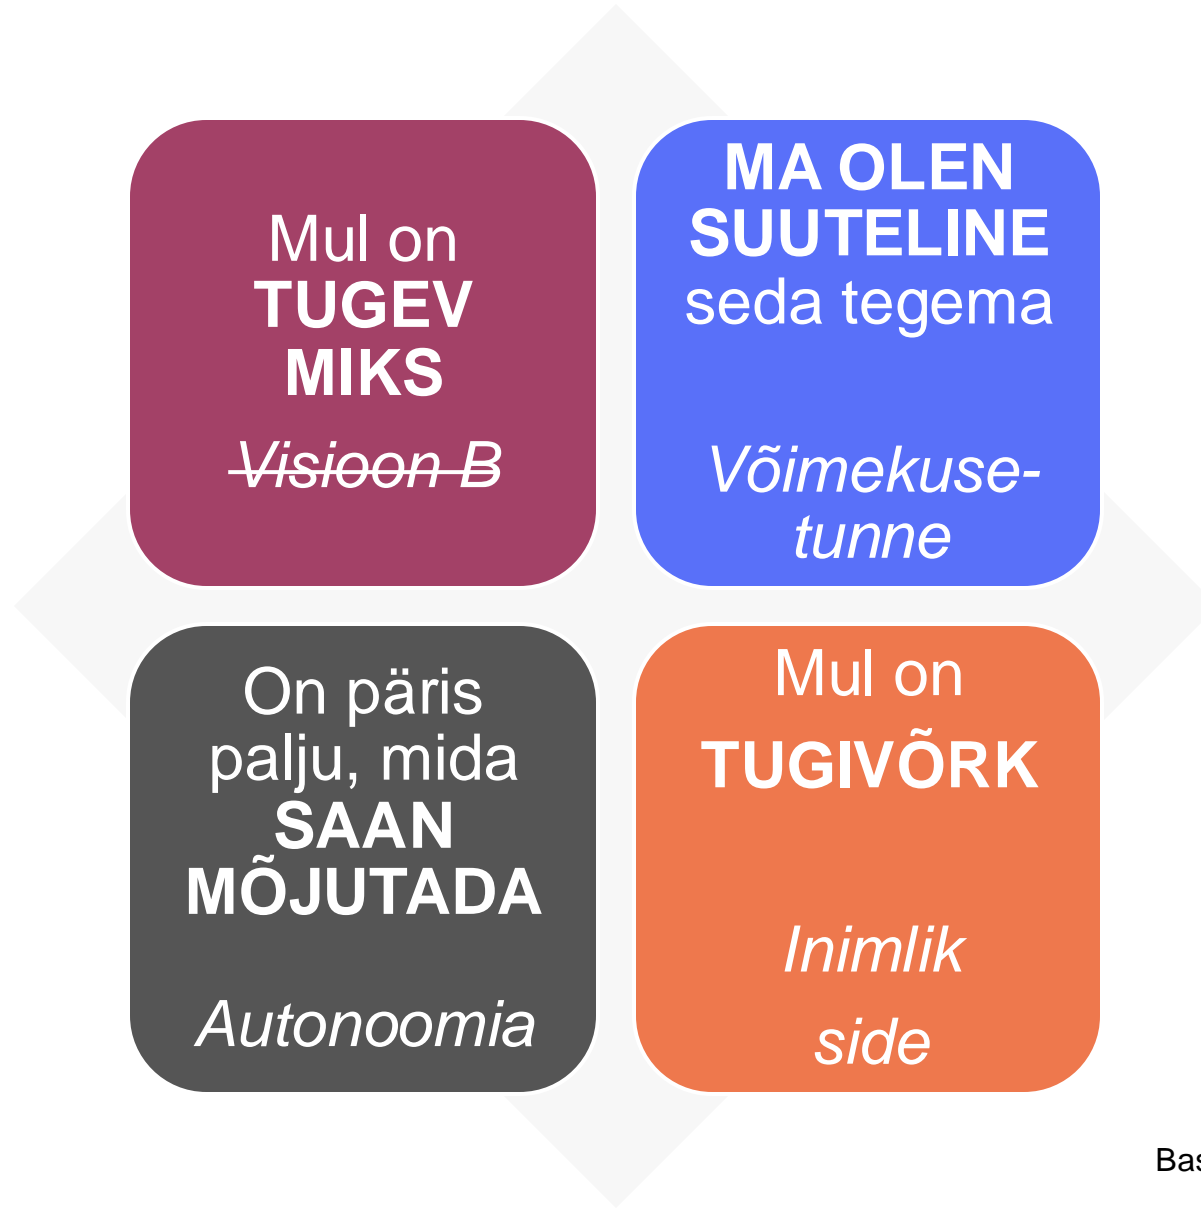 Mul on
TUGEV
MIKS
Visioon B
MA OLEN
SUUTELINE
seda tegema
Võimekuse-
tunne
On päris
palju, mida
SAAN
MÕJUTADA
Autonoomia
Mul on
TUGIVÕRK
Inimlik
side
Bas